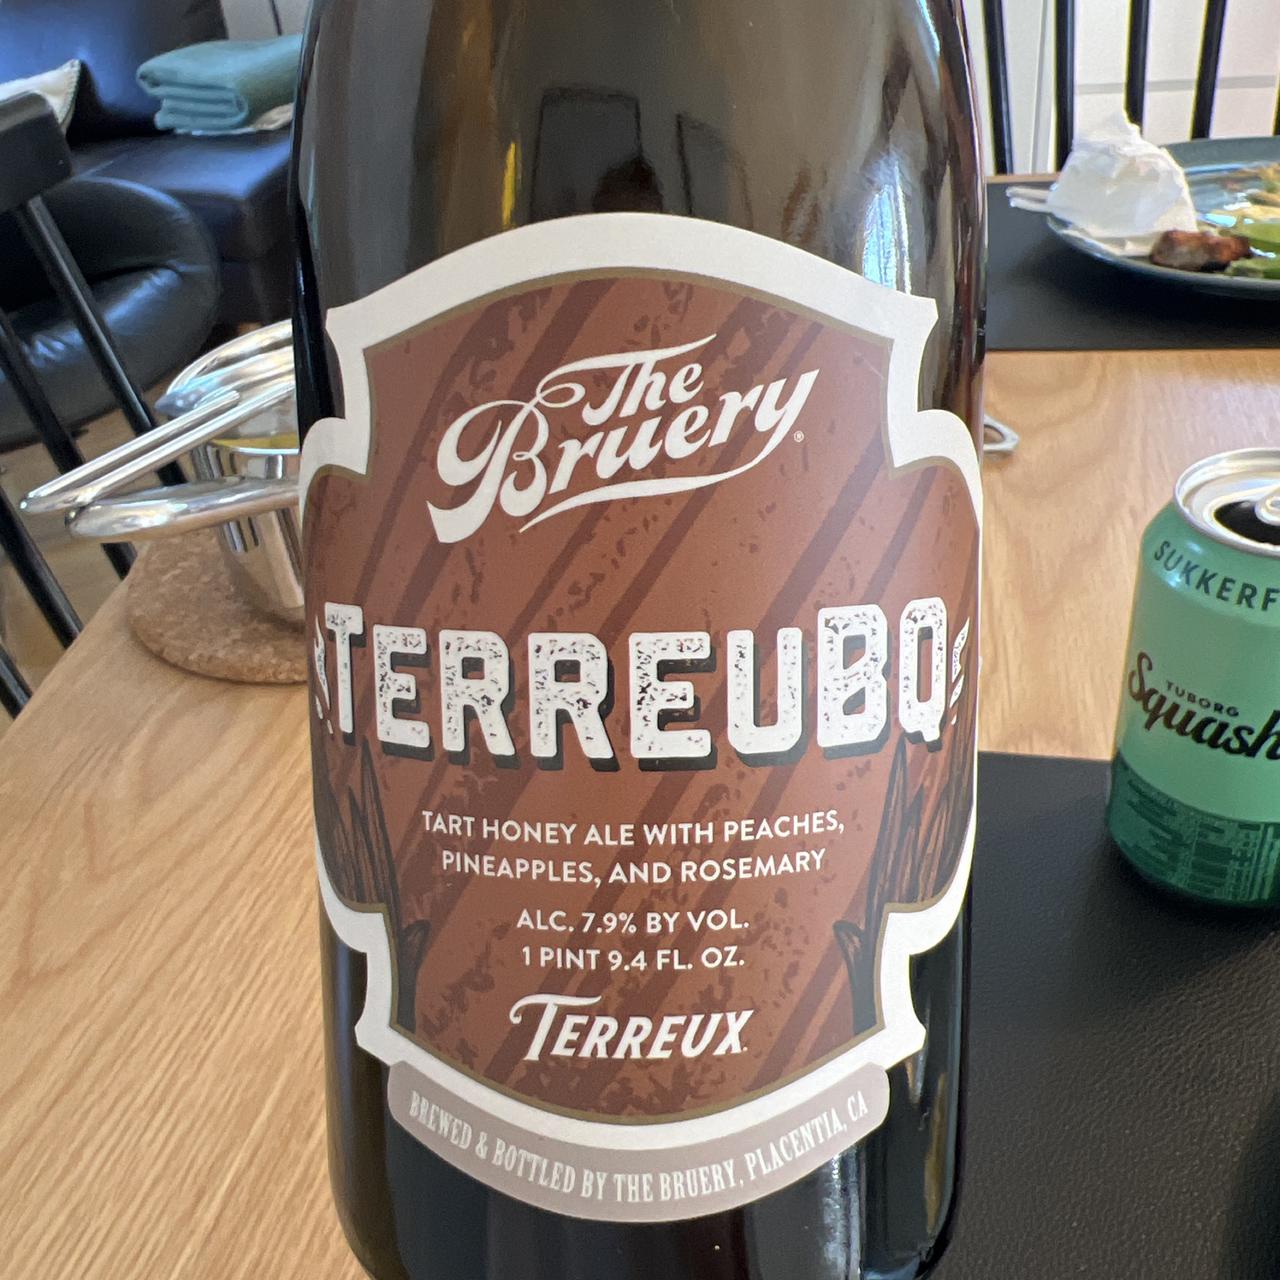 The
Bruery®
TERREUBQ
TART HONEY ALE WITH PEACHES,
PINEAPPLES, AND ROSEMARY
ALC. 7.9% BY VOL.
1 PINT 9.4 FL. OZ.
TERREUX
BREWED & BOTTLED BY THE BRUERY, PLACENTIA, CA
SUKKERF
TUBORG
Squash